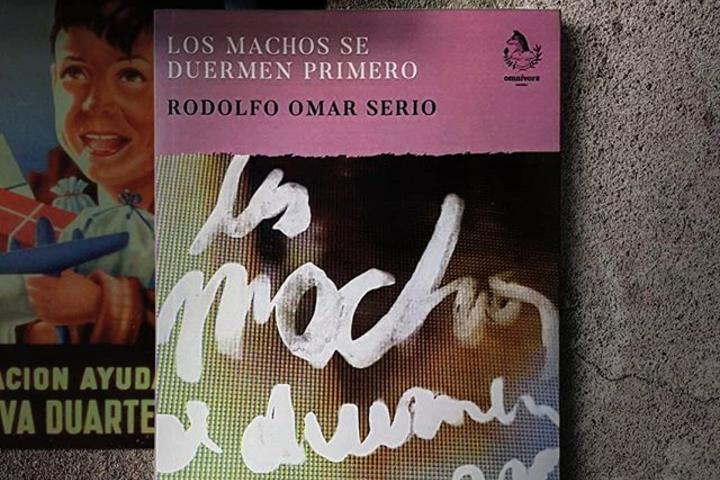 LOS MACHOS SE
DUERMEN PRIMERO
RODOLFO OMAR SERIO
omnívora
los
machos
se duermen
ACION AYUDA
VA DUARTE